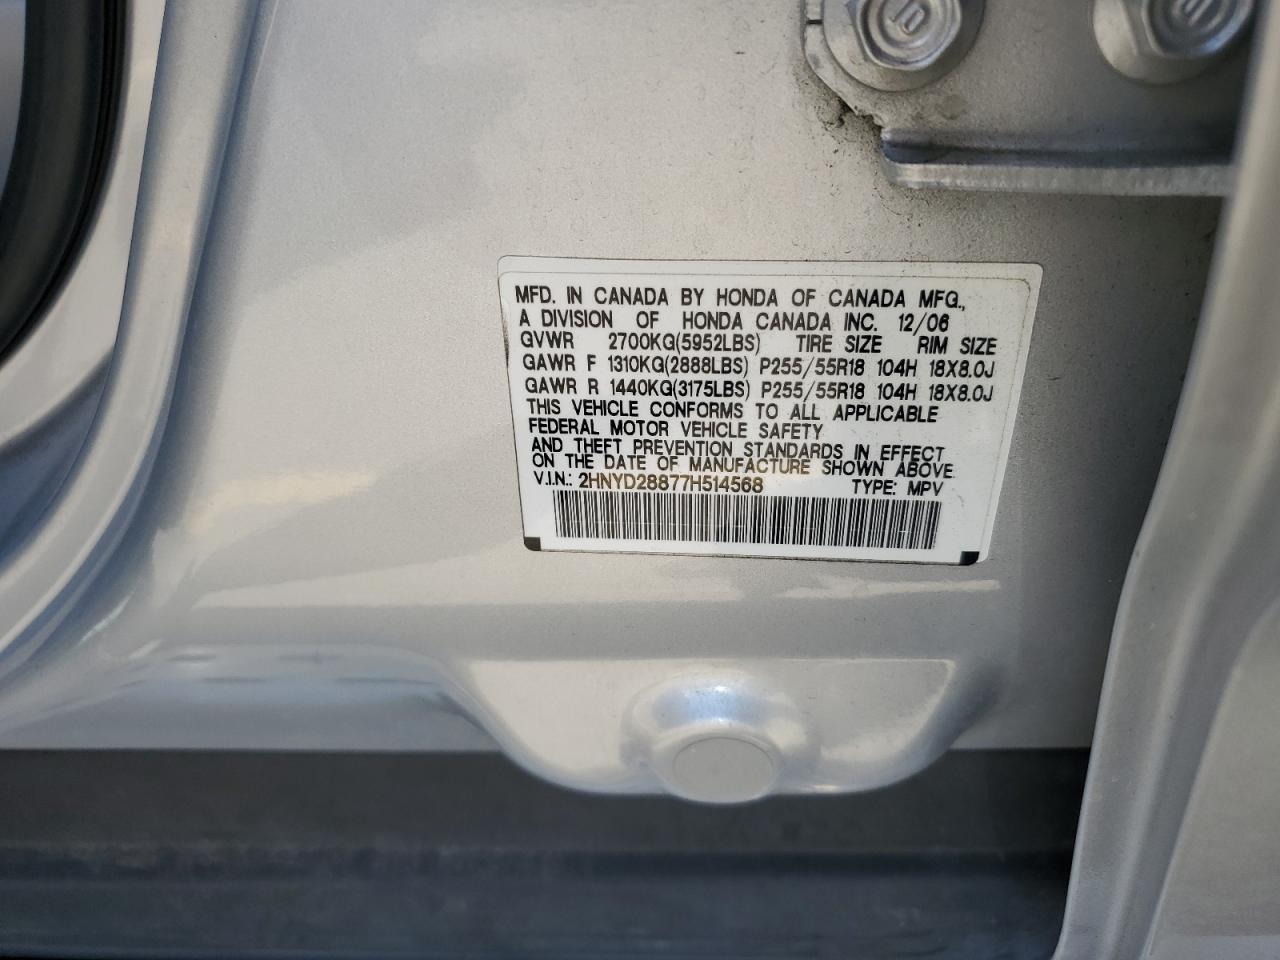 MFD. IN CANADA BY HONDA OF CANADA MFG.,
A DIVISION OF HONDA CANADA INC. 12/06
GVWR 2700KG(5952LBS) TIRE SIZE RIM SIZE
GAWR F 1310KG(2888LBS) P255/55R18 104H 18X8.0J
GAWR R 1440KG(3175LBS) P255/55R18 104H 18X8.0J
THIS VEHICLE CONFORMS TO ALL APPLICABLE
FEDERAL MOTOR VEHICLE SAFETY
AND THEFT PREVENTION STANDARDS IN EFFECT
ON THE DATE OF MANUFACTURE SHOWN ABOVE.
V.I.N.: 2HNYD28877H514568 TYPE: MPV